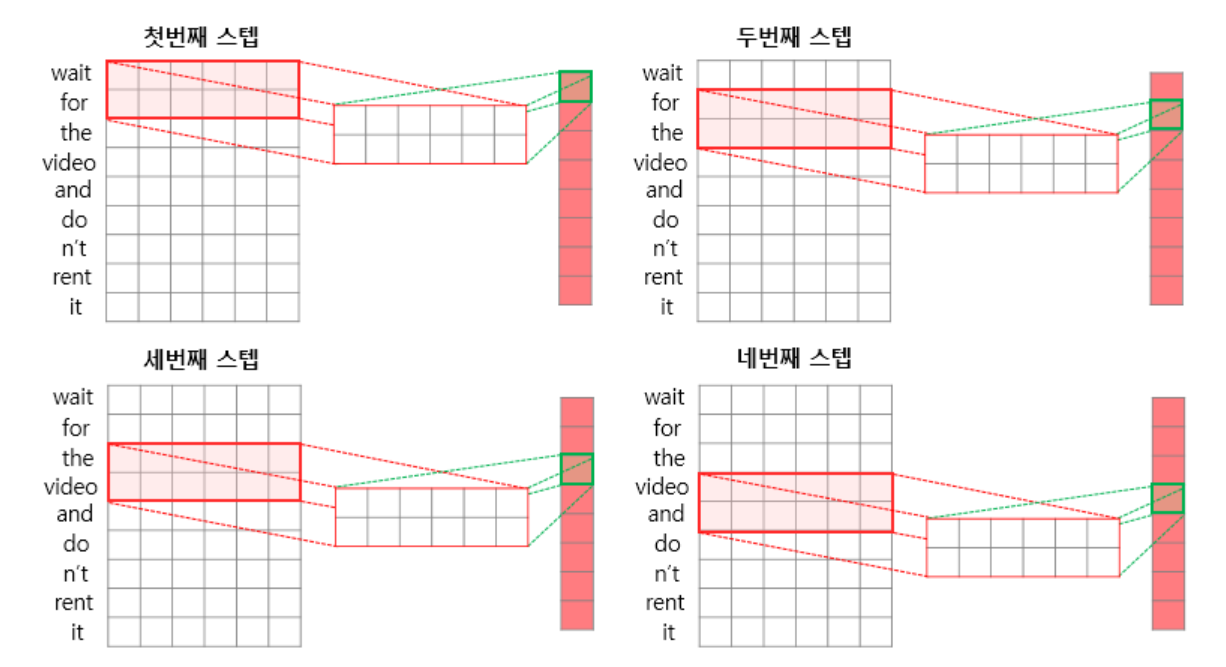 첫번째 스텝
wait
for
the
video
and
do
n't
rent
it
두번째 스텝
wait
for
the
video
and
do
n't
rent
it
세번째 스텝
wait
for
the
video
and
do
n't
rent
it
네번째 스텝
wait
for
the
video
and
do
n't
rent
it